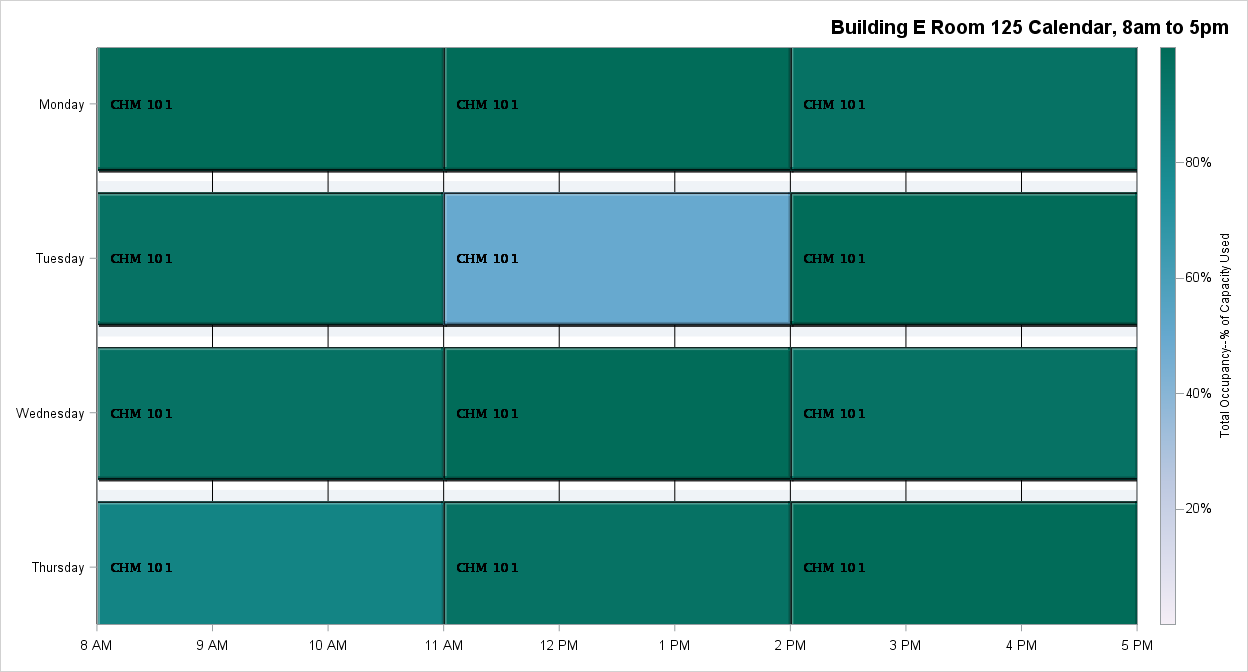 Building E Room 125 Calendar, 8am to 5pm
Monday
CHM 101
CHM 101
CHM 101
80%
Tuesday
CHM 101
CHM 101
CHM 101
60%
Total Occupancy--% of Capacity Used
40%
Wednesday
CHM 101
CHM 101
CHM 101
20%
Thursday
CHM 101
CHM 101
CHM 101
8 AM
9 AM
10 AM
11 AM
12 PM
1 PM
2 PM
3 PM
4 PM
5 PM